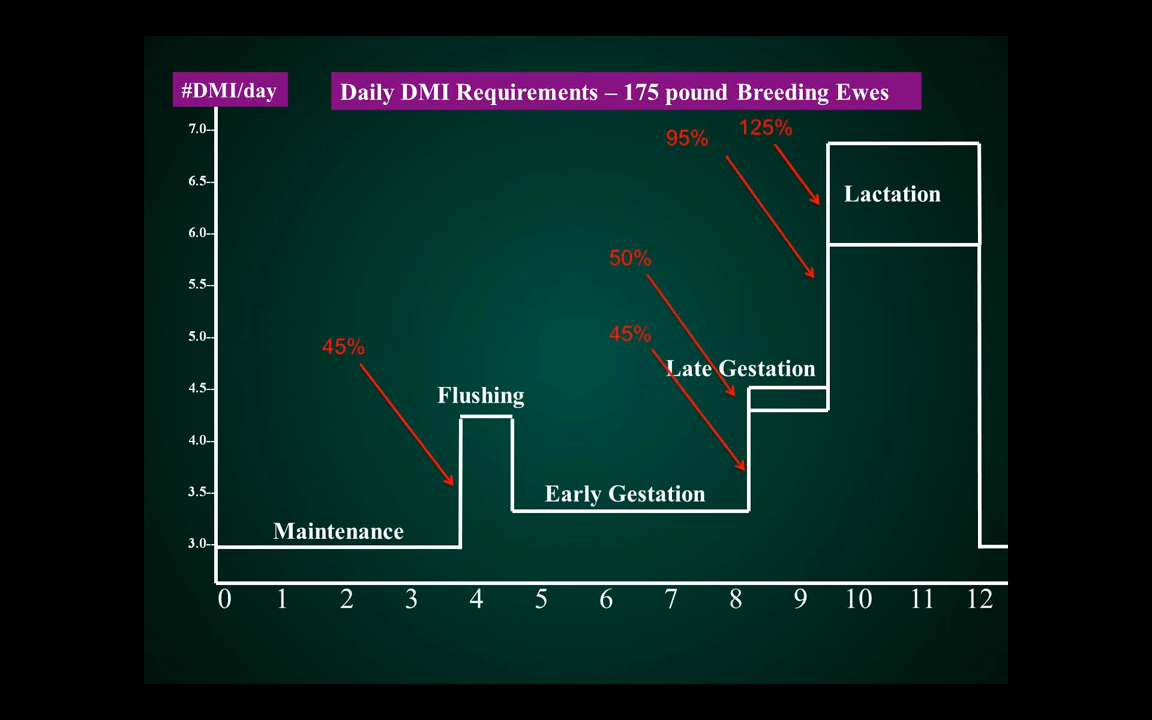 #DMI/day
Daily DMI Requirements – 175 pound Breeding Ewes
125%
7.0
95%
6.5
Lactation
6.0
50%
5.5
45%
5.0
45%
Late Gestation
4.5
Flushing
4.0
3.5
Early Gestation
Maintenance
3.0
0 1 2 3 4 5 6 7 8 9 10 11 12